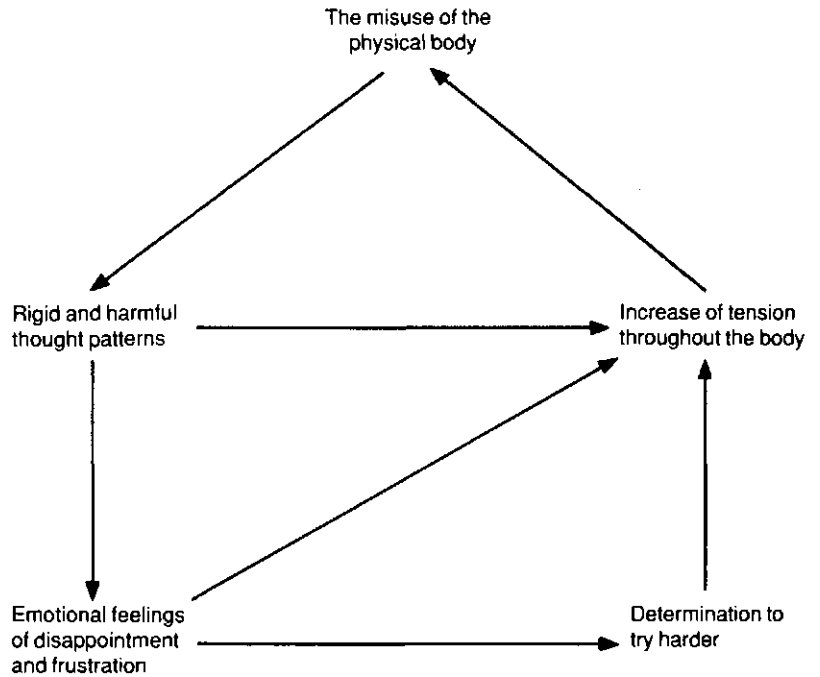 The misuse of the
physical body
Rigid and harmful
thought patterns
Increase of tension
throughout the body
Emotional feelings
of disappointment
and frustration
Determination to
try harder